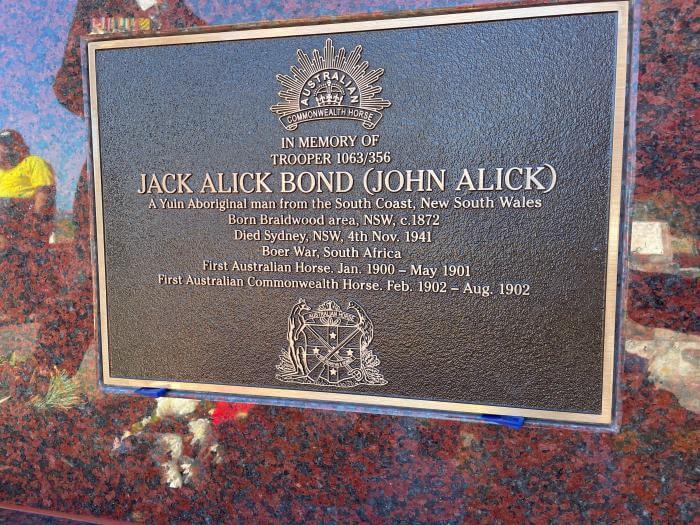 AUSTRALIAN
COMMONWEALTH HORSE
IN MEMORY OF
TROOPER 1063/356
JACK ALICK BOND (JOHN ALICK)
A Yuin Aboriginal man from the South Coast, New South Wales
Born Braidwood area, NSW, c.1872
Died Sydney, NSW, 4th Nov. 1941
Boer War, South Africa
First Australian Horse. Jan. 1900 – May 1901
First Australian Commonwealth Horse. Feb. 1902 – Aug. 1902
AUSTRALIAN HORSE